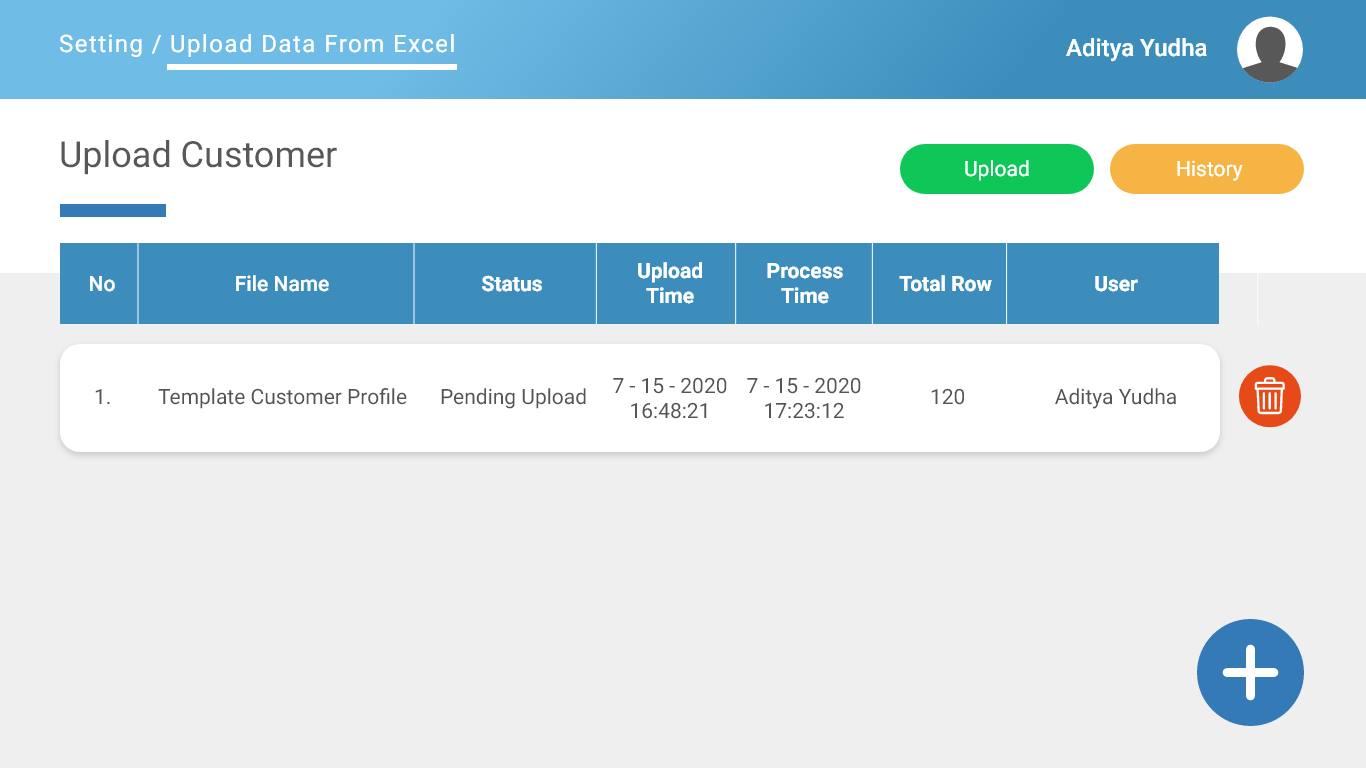 Setting / Upload Data From Excel
Aditya Yudha
Upload Customer
Upload
History
No
File Name
Status
Upload
Time
Process
Time
Total Row
User
1.
Template Customer Profile
Pending Upload
7 - 15 - 2020
16:48:21
7 - 15 - 2020
17:23:12
120
Aditya Yudha